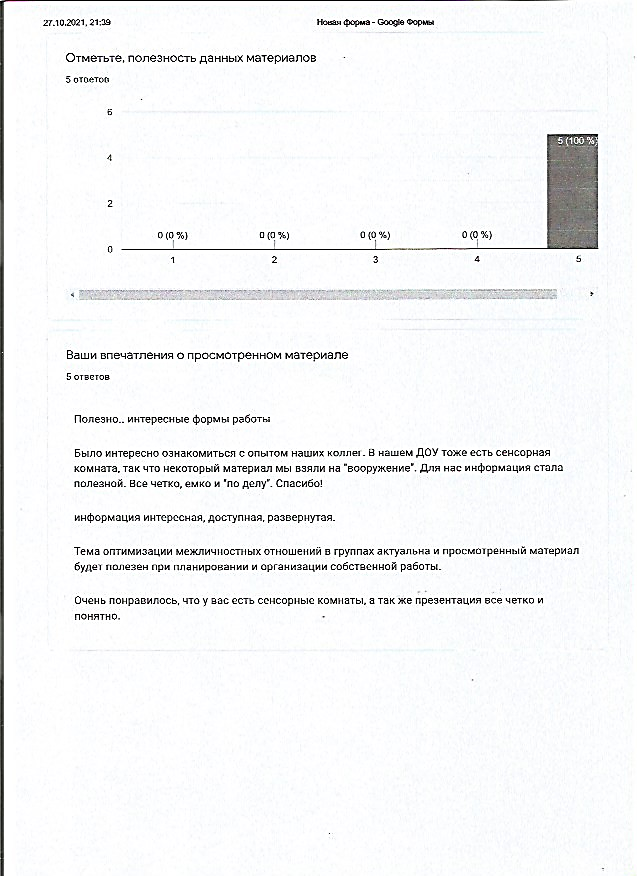 27.10.2021, 21:39
Новая форма - Google Формы
Отметьте, полезность данных материалов
5 ответов
6
4
2
0
0 (0 %)
0 (0 %)
0 (0 %)
0 (0 %)
5 (100 %)
1
2
3
4
5
Ваши впечатления о просмотренном материале
5 ответов
Полезно.. интересные формы работы
Было интересно ознакомиться с опытом наших коллег. В нашем ДОУ тоже есть сенсорная
комната, так что некоторый материал мы взяли на "вооружение". Для нас информация стала
полезной. Все четко, емко и "по делу". Спасибо!
информация интересная, доступная, развернутая.
Тема оптимизации межличностных отношений в группах актуальна и просмотренный материал
будет полезен при планировании и организации собственной работы.
Очень понравилось, что у вас есть сенсорные комнаты, а так же презентация все четко и
понятно.